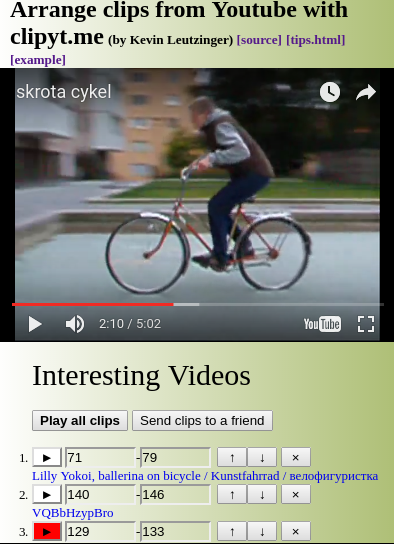 Arrange clips from Youtube with
clipyt.me (by Kevin Leutzinger) [source] [tips.html]
[example]
skrota cykel
2:10 / 5:02 YouTube
Interesting Videos
Play all clips Send clips to a friend
1. ► 71 - 79 ↑ ↓ ×
Lilly Yokoi, ballerina on bicycle / Kunstfahrrad / велофигуристка
2. ► 140 - 146 ↑ ↓ ×
VQBbHzypBro
3. ► 129 - 133 ↑ ↓ ×